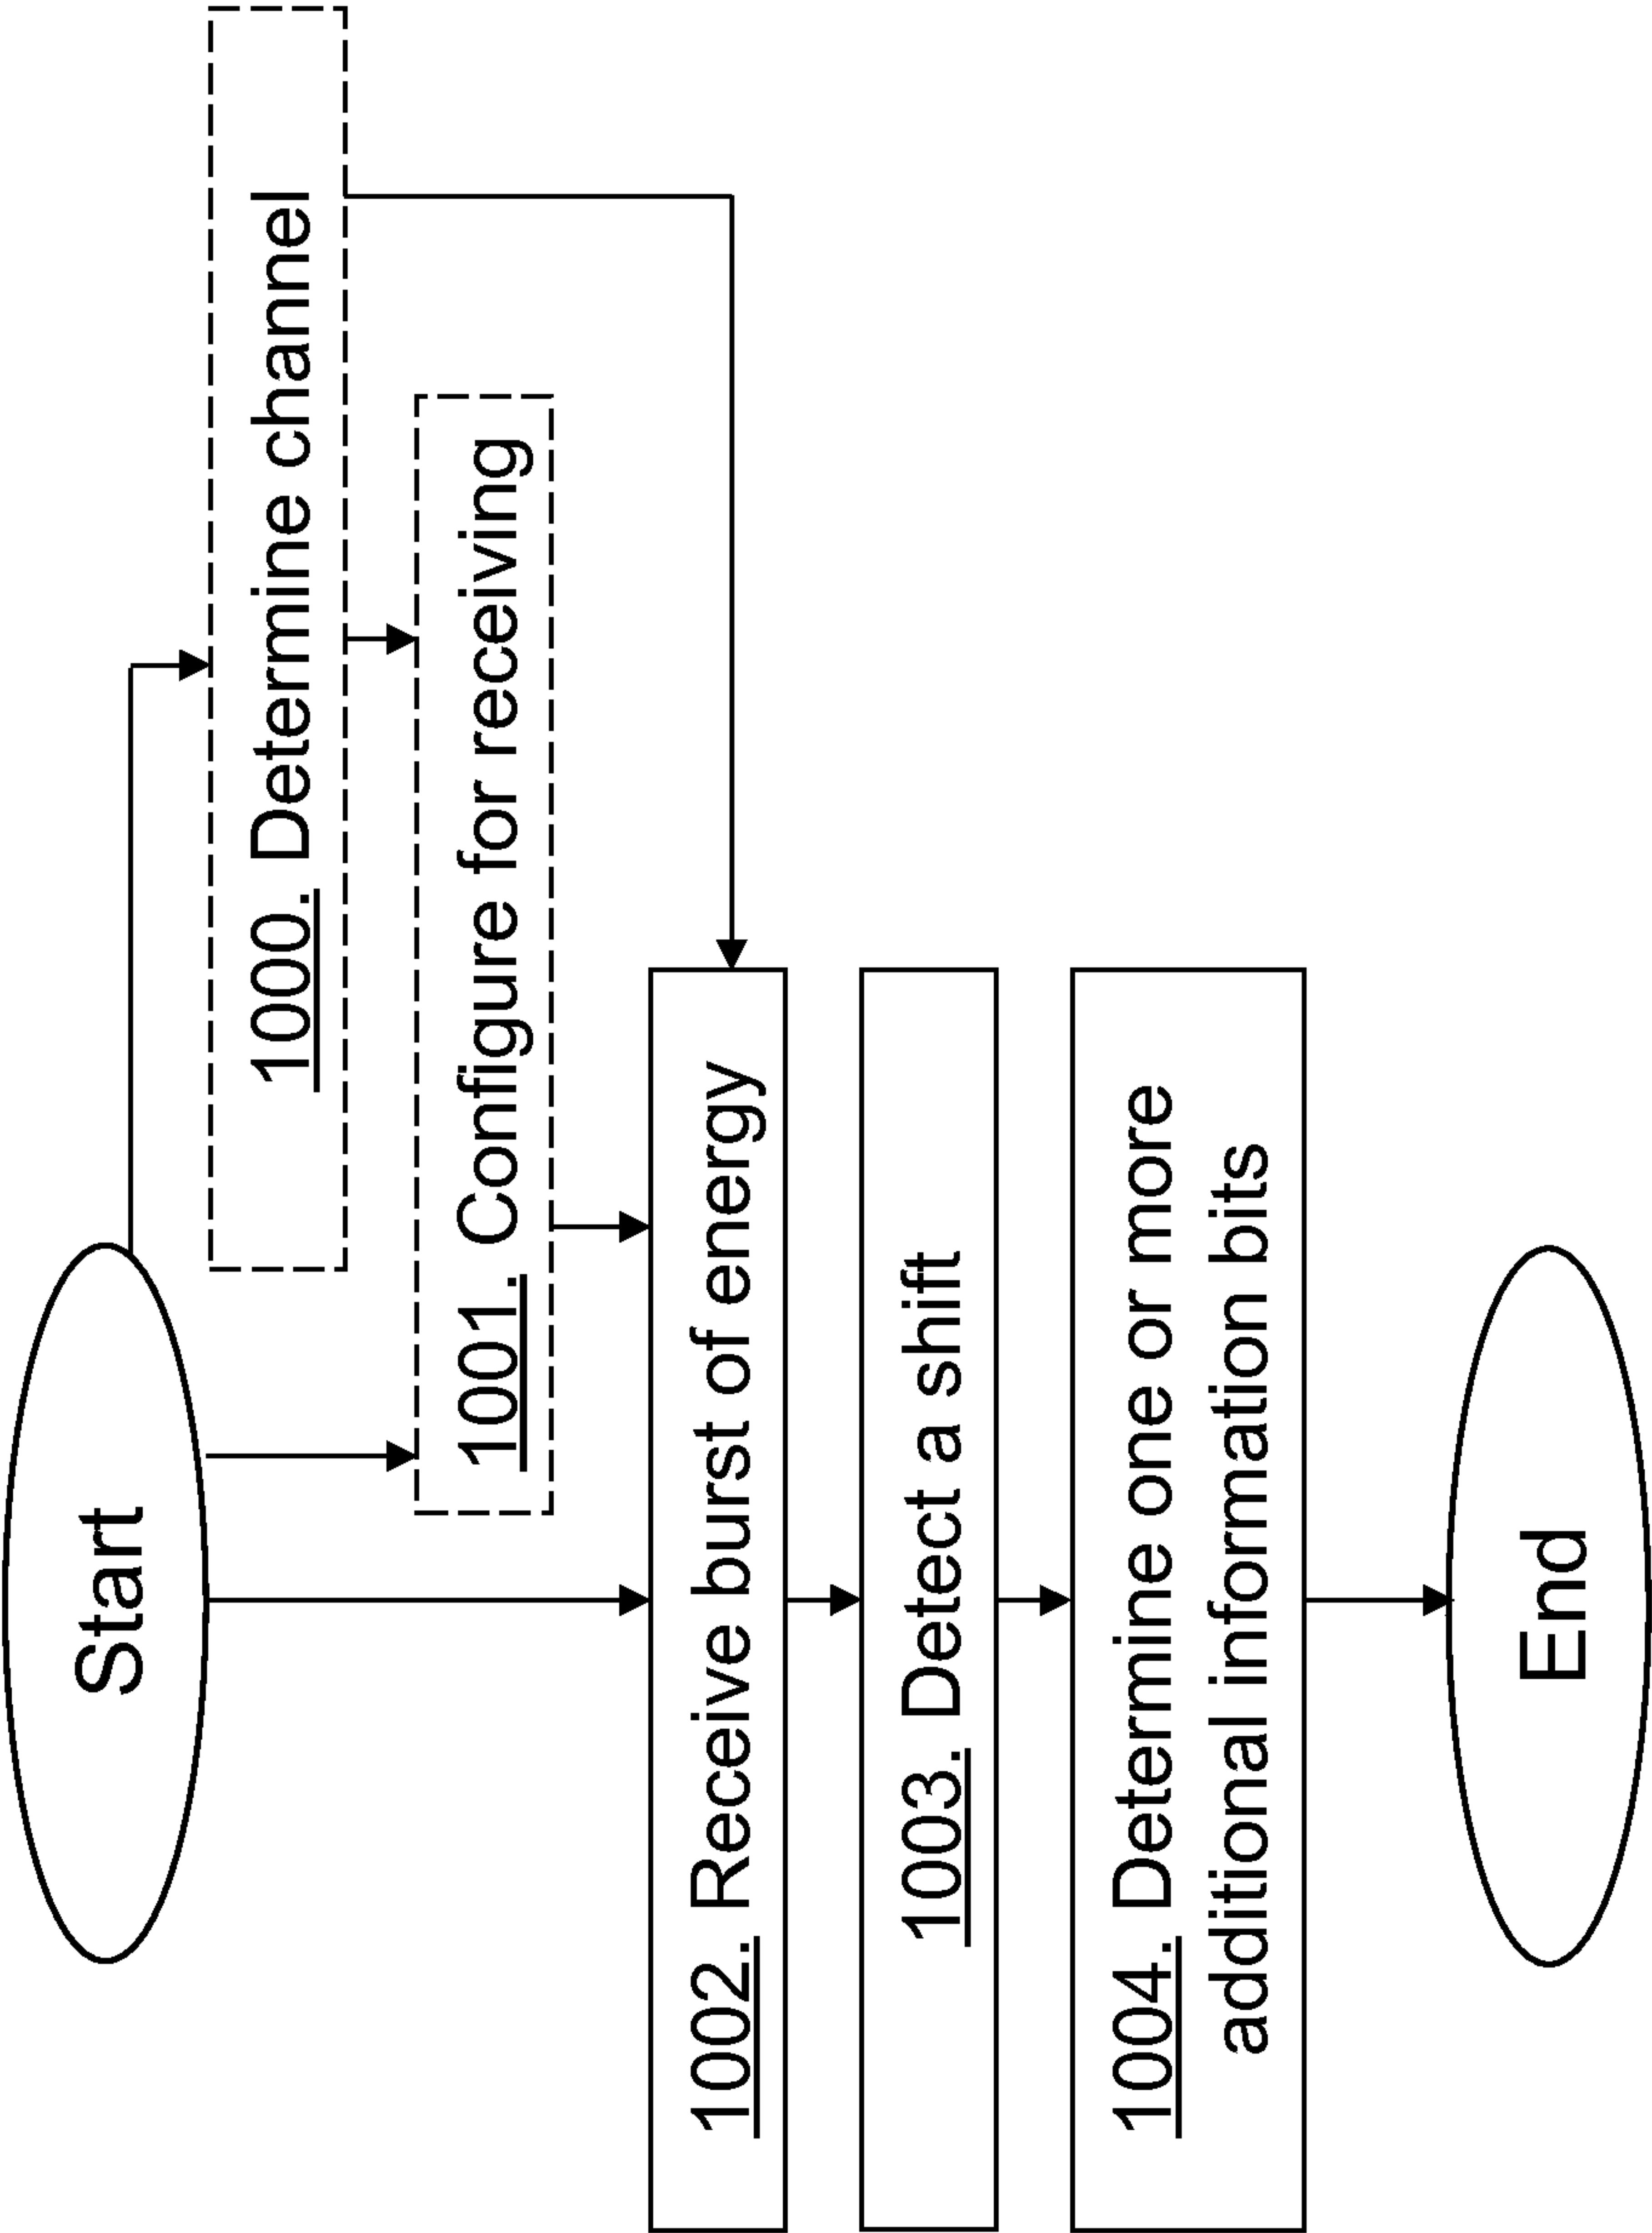 Start
1000. Determine channel
1001. Configure for receiving
1002. Receive burst of energy
1003. Detect a shift
1004. Determine one or more
additional information bits
End